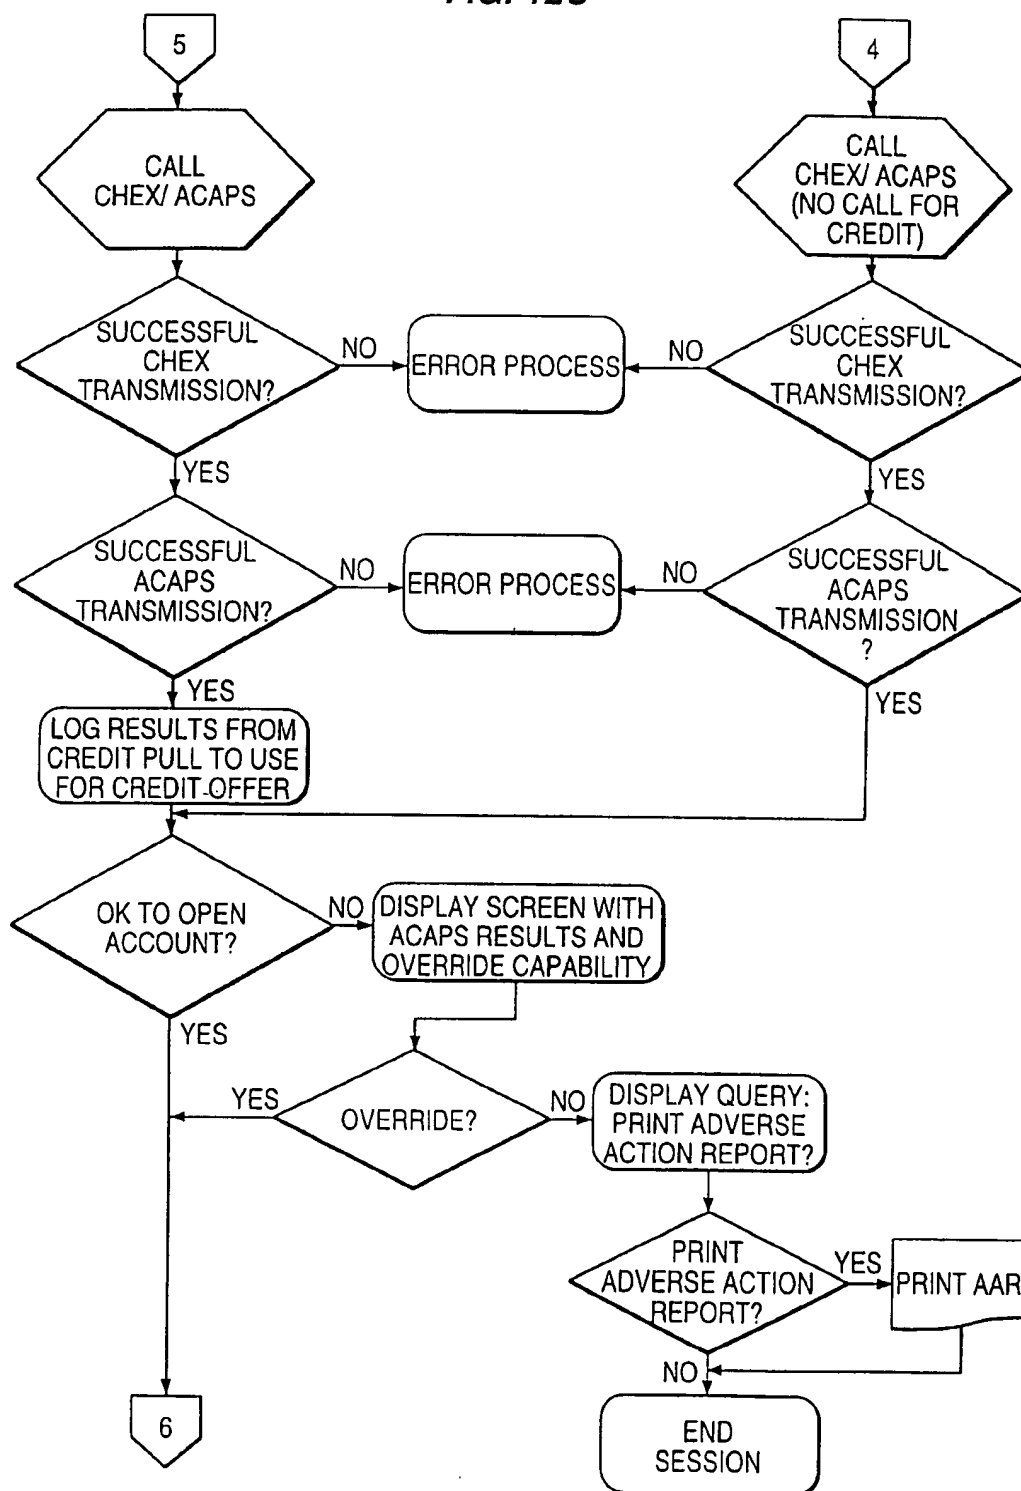 5
4
CALL
CHEX/ ACAPS
CALL
CHEX/ ACAPS
(NO CALL FOR
CREDIT)
SUCCESSFUL
CHEX
TRANSMISSION?
NO
ERROR PROCESS
NO
SUCCESSFUL
CHEX
TRANSMISSION?
YES
YES
SUCCESSFUL
ACAPS
TRANSMISSION?
NO
ERROR PROCESS
NO
SUCCESSFUL
ACAPS
TRANSMISSION
?
YES
YES
LOG RESULTS FROM
CREDIT PULL TO USE
FOR CREDIT OFFER
OK TO OPEN
ACCOUNT?
NO
DISPLAY SCREEN WITH
ACAPS RESULTS AND
OVERRIDE CAPABILITY
YES
YES
OVERRIDE?
NO
DISPLAY QUERY:
PRINT ADVERSE
ACTION REPORT?
PRINT
ADVERSE ACTION
REPORT?
YES
PRINT AAR
NO
6
END
SESSION